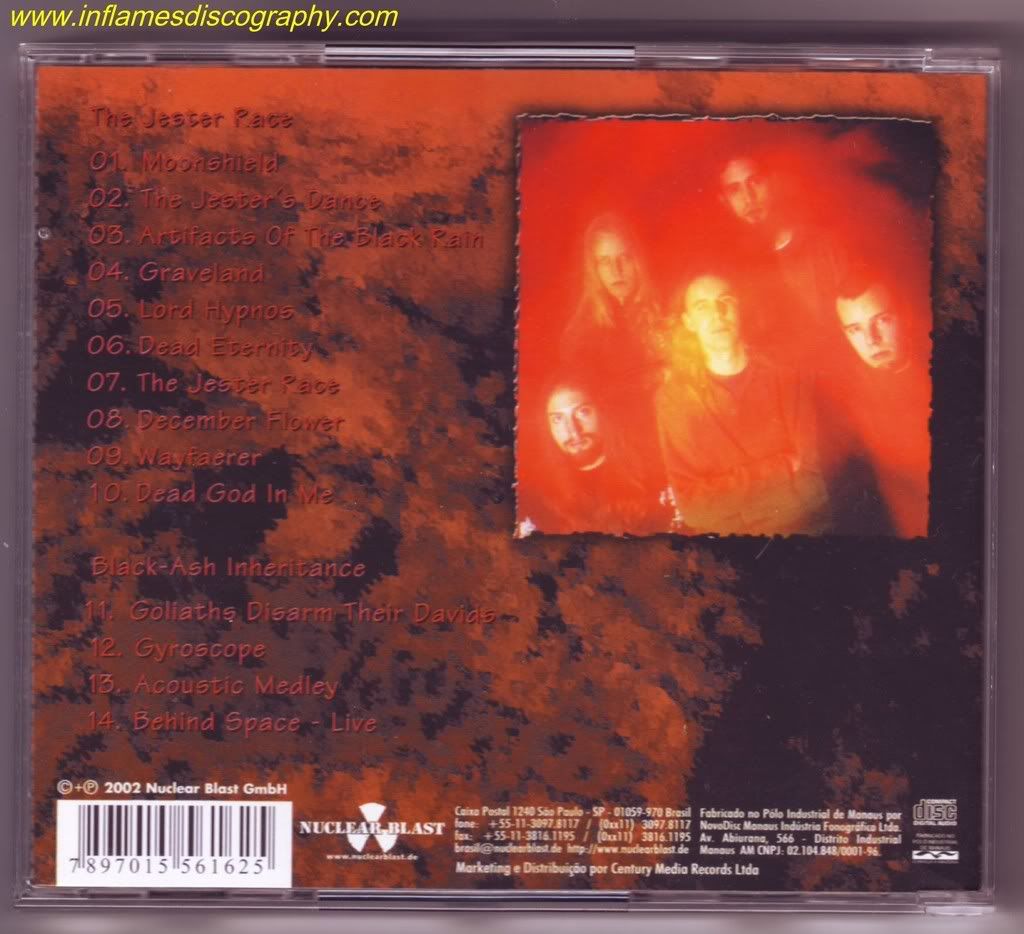 www.inflamesdiscography.com
The Jester Race
01. Moonshield
02. The Jester's Dance
03. Artifacts Of The Black Rain
04. Graveland
05. Lord Hypnos
06. Dead Eternity
07. The Jester Race
08. December Flower
09. Wayfaerer
10. Dead God In Me
Black-Ash Inheritance
11. Goliaths Disarm Their Davids
12. Gyroscope
13. Acoustic Medley
14. Behind Space - Live
©+℗ 2002 Nuclear Blast GmbH
7 897015 561625
NUCLEAR BLAST
www.nuclearblast.de
Caixa Postal 1240 São Paulo - SP - 01059-970 Brasil
fone: +55-11-3097.8117 / (0xx11) 3097.8117
fax: +55-11-3816.1195 / (0xx11) 3816.1195
brasil@nuclearblast.de http://www.nuclearblast.de
Marketing e Distribuição por Century Media Records Ltda
Fabricado no Pólo Industrial de Manaus por
NovoDisc Manaus Indústria Fonográfica Ltda.
Av. Abiurana, 566 - Distrito Industrial
Manaus AM CNPJ: 02.104.848/0001-96.
COMPACT
disc
DIGITAL AUDIO